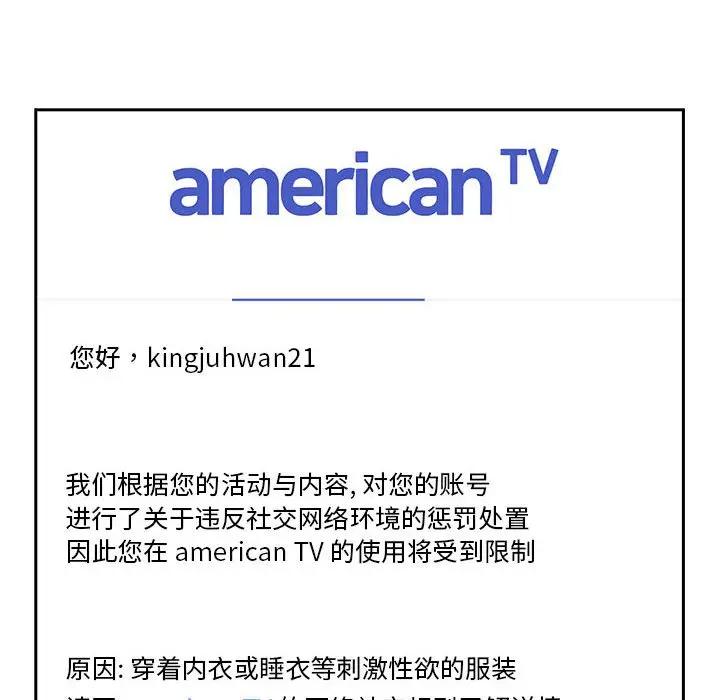 american TV
您好，kingjuhwan21
我们根据您的活动与内容, 对您的账号
进行了关于违反社交网络环境的惩罚处置
因此您在 american TV 的使用将受到限制
原因: 穿着内衣或睡衣等刺激性欲的服装